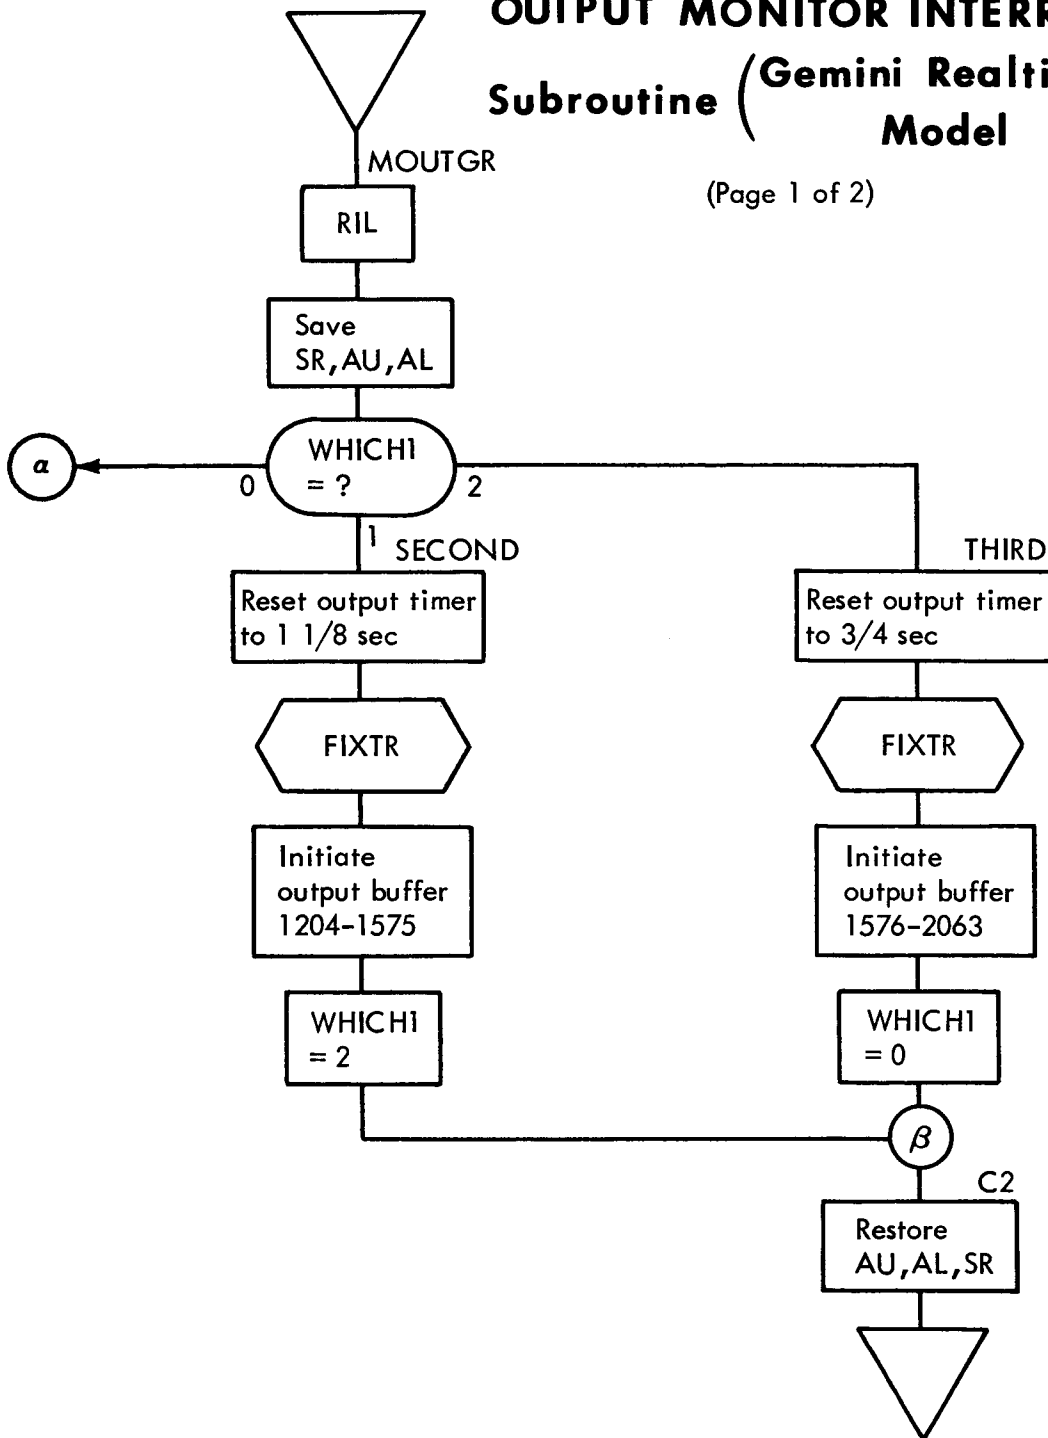 OUTPUT MONITOR
Subroutine (Gemini
Model
(Page 1 of 2)
MOUTGR
RIL
Save
SR,AU,AL
α
WHICH1
= ?
0
2
1
SECOND
THIRD
Reset output timer
to 1 1/8 sec
Reset output timer
to 3/4 sec
FIXTR
FIXTR
Initiate
output buffer
1204-1575
Initiate
output buffer
1576-2063
WHICH1
= 2
WHICH1
= 0
β
C2
Restore
AU,AL,SR